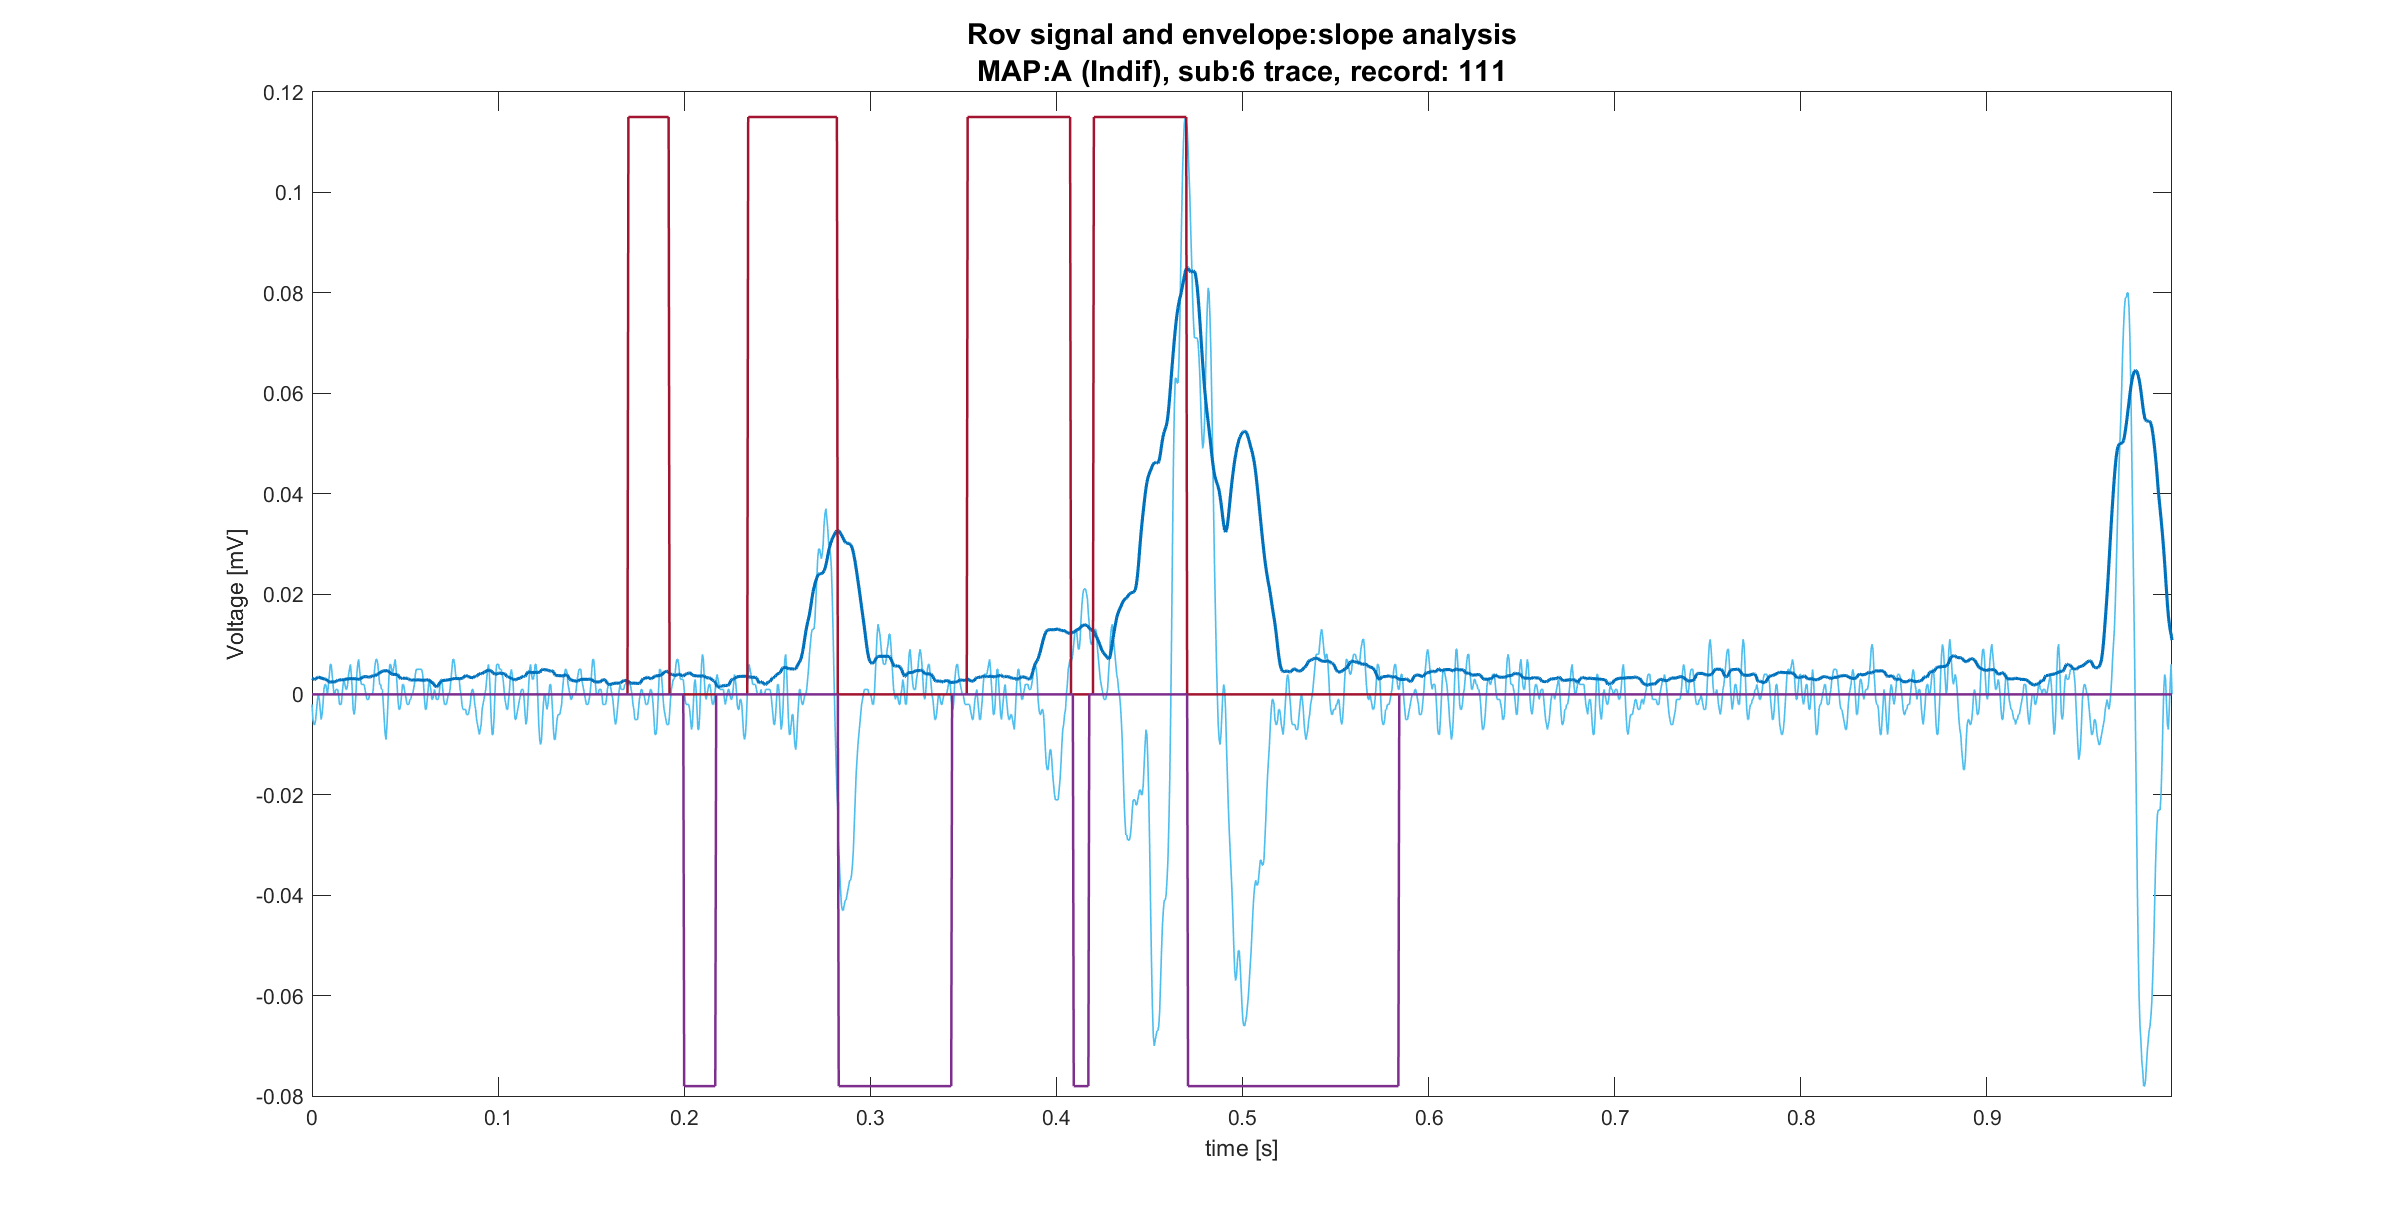 Rov signal and envelope:slope analysis
MAP:A (Indif), sub:6 trace, record: 111
0.12
0.1
0.08
0.06
0.04
0.02
0
-0.02
-0.04
-0.06
-0.08
Voltage [mV]
0 0.1 0.2 0.3 0.4 0.5 0.6 0.7 0.8 0.9
time [s]